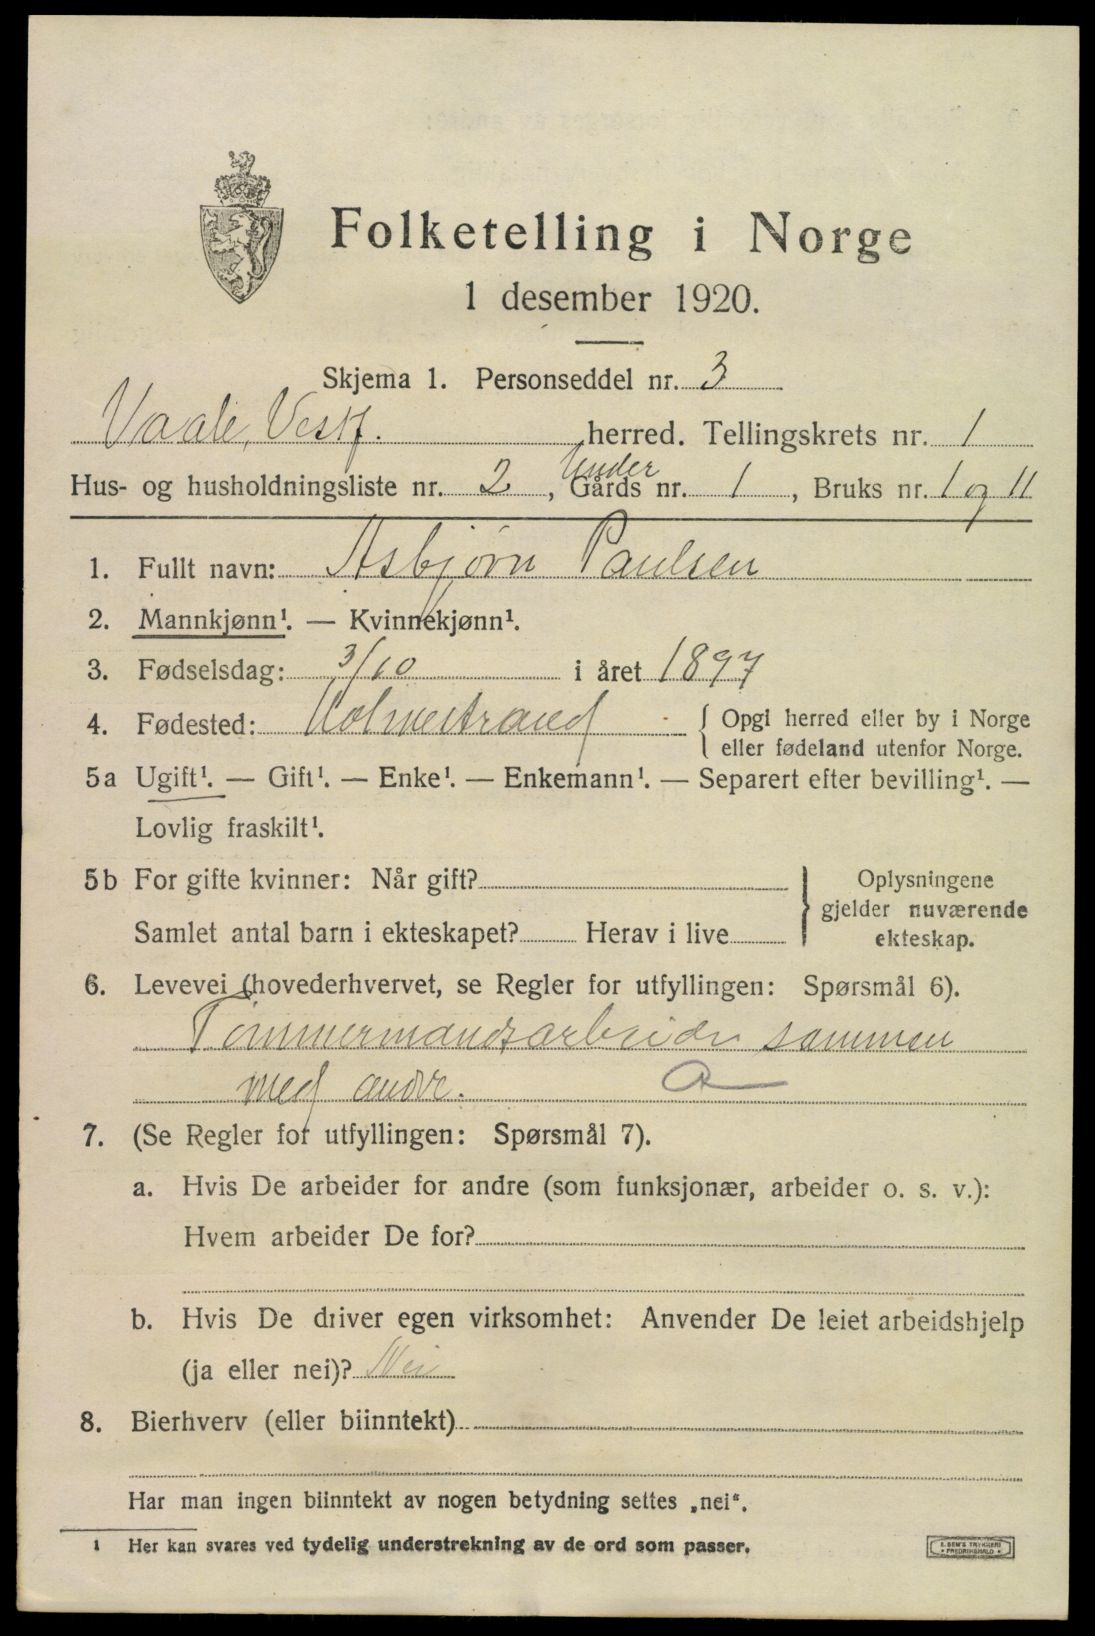 Folketelling i Norge
1 desember 1920.
Skjema 1. Personseddel nr. 3
Vaale, Vestf. herred. Tellingskrets nr. 1
Under
Hus- og husholdningsliste nr. 2, Gårds nr. 1, Bruks nr. 1 og 11
1. Fullt navn: Asbjørn Paulsen
2. Mannkjønn¹. — Kvinnekjønn¹.
3. Fødselsdag: 3/10 i året 1897
4. Fødested: Holmestrand { Opgi herred eller by i Norge
eller fødeland utenfor Norge.
5a Ugift¹. — Gift¹. — Enke¹. — Enkemann¹. — Separert efter bevilling¹. —
Lovlig fraskilt¹.
5b For gifte kvinner: Når gift? } Oplysningene
gjelder nuværende
Samlet antal barn i ekteskapet? Herav i live
ekteskap.
6. Levevei (hovederhvervet, se Regler for utfyllingen: Spørsmål 6).
Tømmermandsarbeide sammen
med andre. a
7. (Se Regler for utfyllingen: Spørsmål 7).
a. Hvis De arbeider for andre (som funksjonær, arbeider o. s. v.):
Hvem arbeider De for?
b. Hvis De driver egen virksomhet: Anvender De leiet arbeidshjelp
(ja eller nei)? Nei
8. Bierhverv (eller biinntekt)
Har man ingen biinntekt av nogen betydning settes „nei“.
1 Her kan svares ved tydelig understrekning av de ord som passer.
E. SEM'S TRYKKERI
• FREDRIKSHALD •